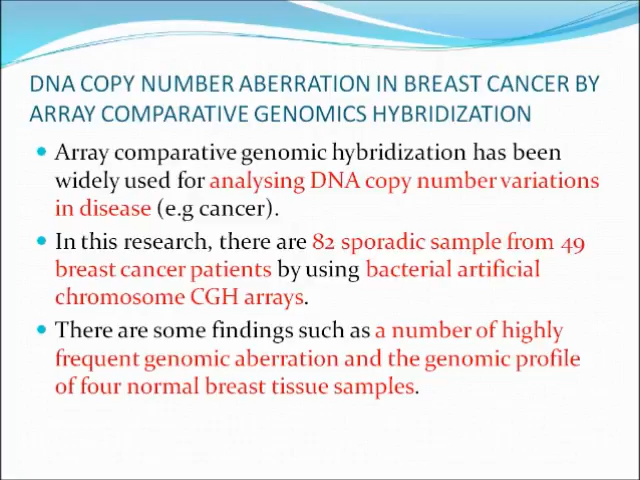 DNA COPY NUMBER ABERRATION IN BREAST CANCER BY
ARRAY COMPARATIVE GENOMICS HYBRIDIZATION
• Array comparative genomic hybridization has been
widely used for analysing DNA copy number variations
in disease (e.g cancer).
• In this research, there are 82 sporadic sample from 49
breast cancer patients by using bacterial artificial
chromosome CGH arrays.
• There are some findings such as a number of highly
frequent genomic aberration and the genomic profile
of four normal breast tissue samples.